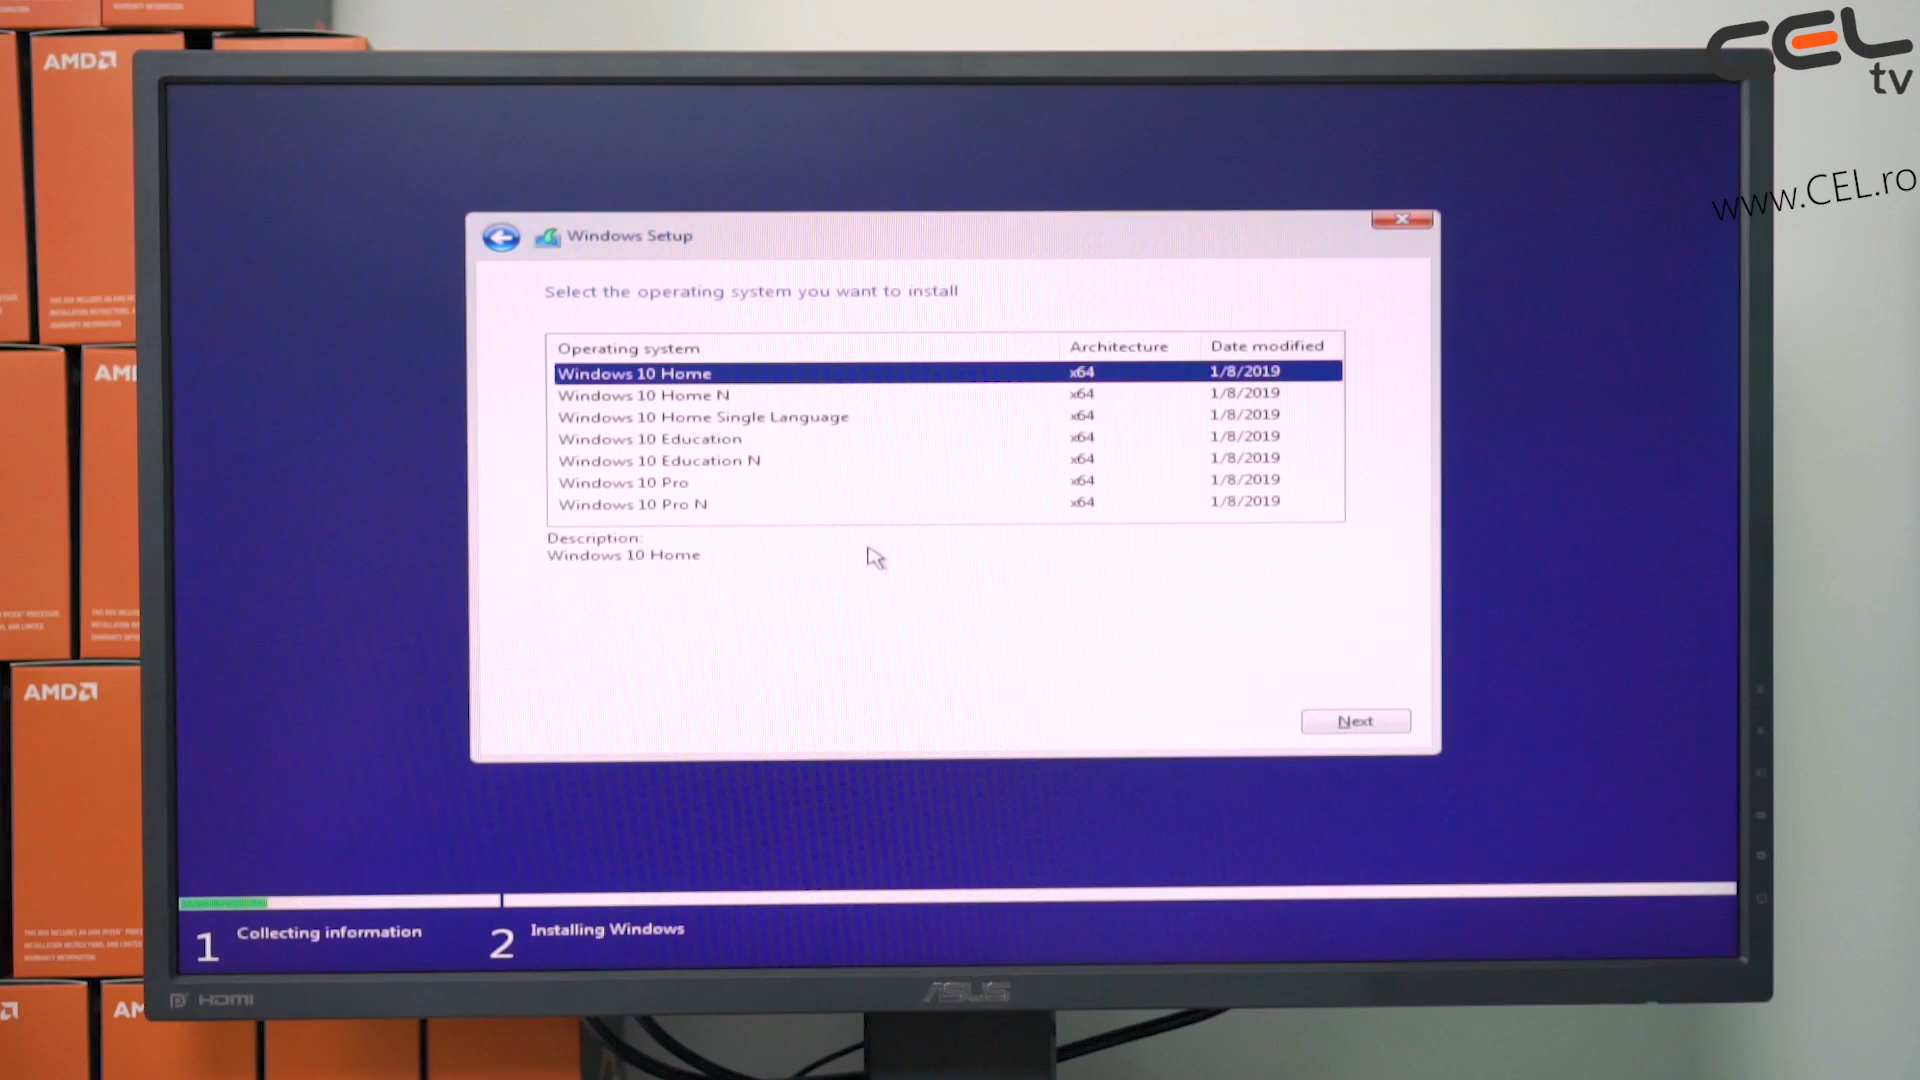 CEL
tv
www.CEL.ro
AMD
Windows Setup
Select the operating system you want to install
Operating system Architecture Date modified
Windows 10 Home x64 1/8/2019
Windows 10 Home N x64 1/8/2019
Windows 10 Home Single Language x64 1/8/2019
Windows 10 Education x64 1/8/2019
Windows 10 Education N x64 1/8/2019
Windows 10 Pro x64 1/8/2019
Windows 10 Pro N x64 1/8/2019
Description:
Windows 10 Home
Next
AMD
1 Collecting information 2 Installing Windows
HDMI
ASUS